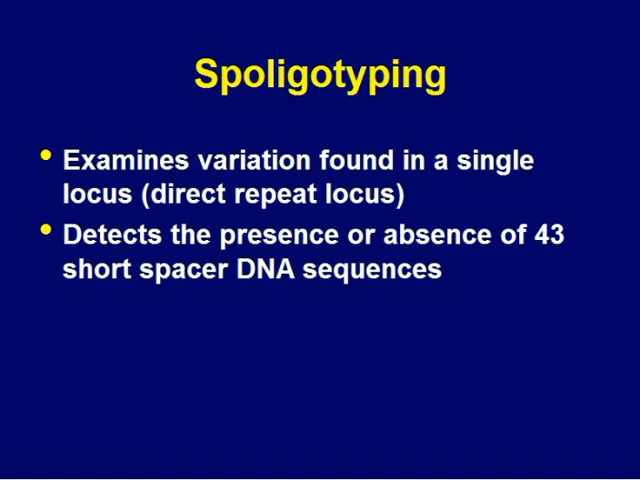 Spoligotyping
• Examines variation found in a single
locus (direct repeat locus)
• Detects the presence or absence of 43
short spacer DNA sequences